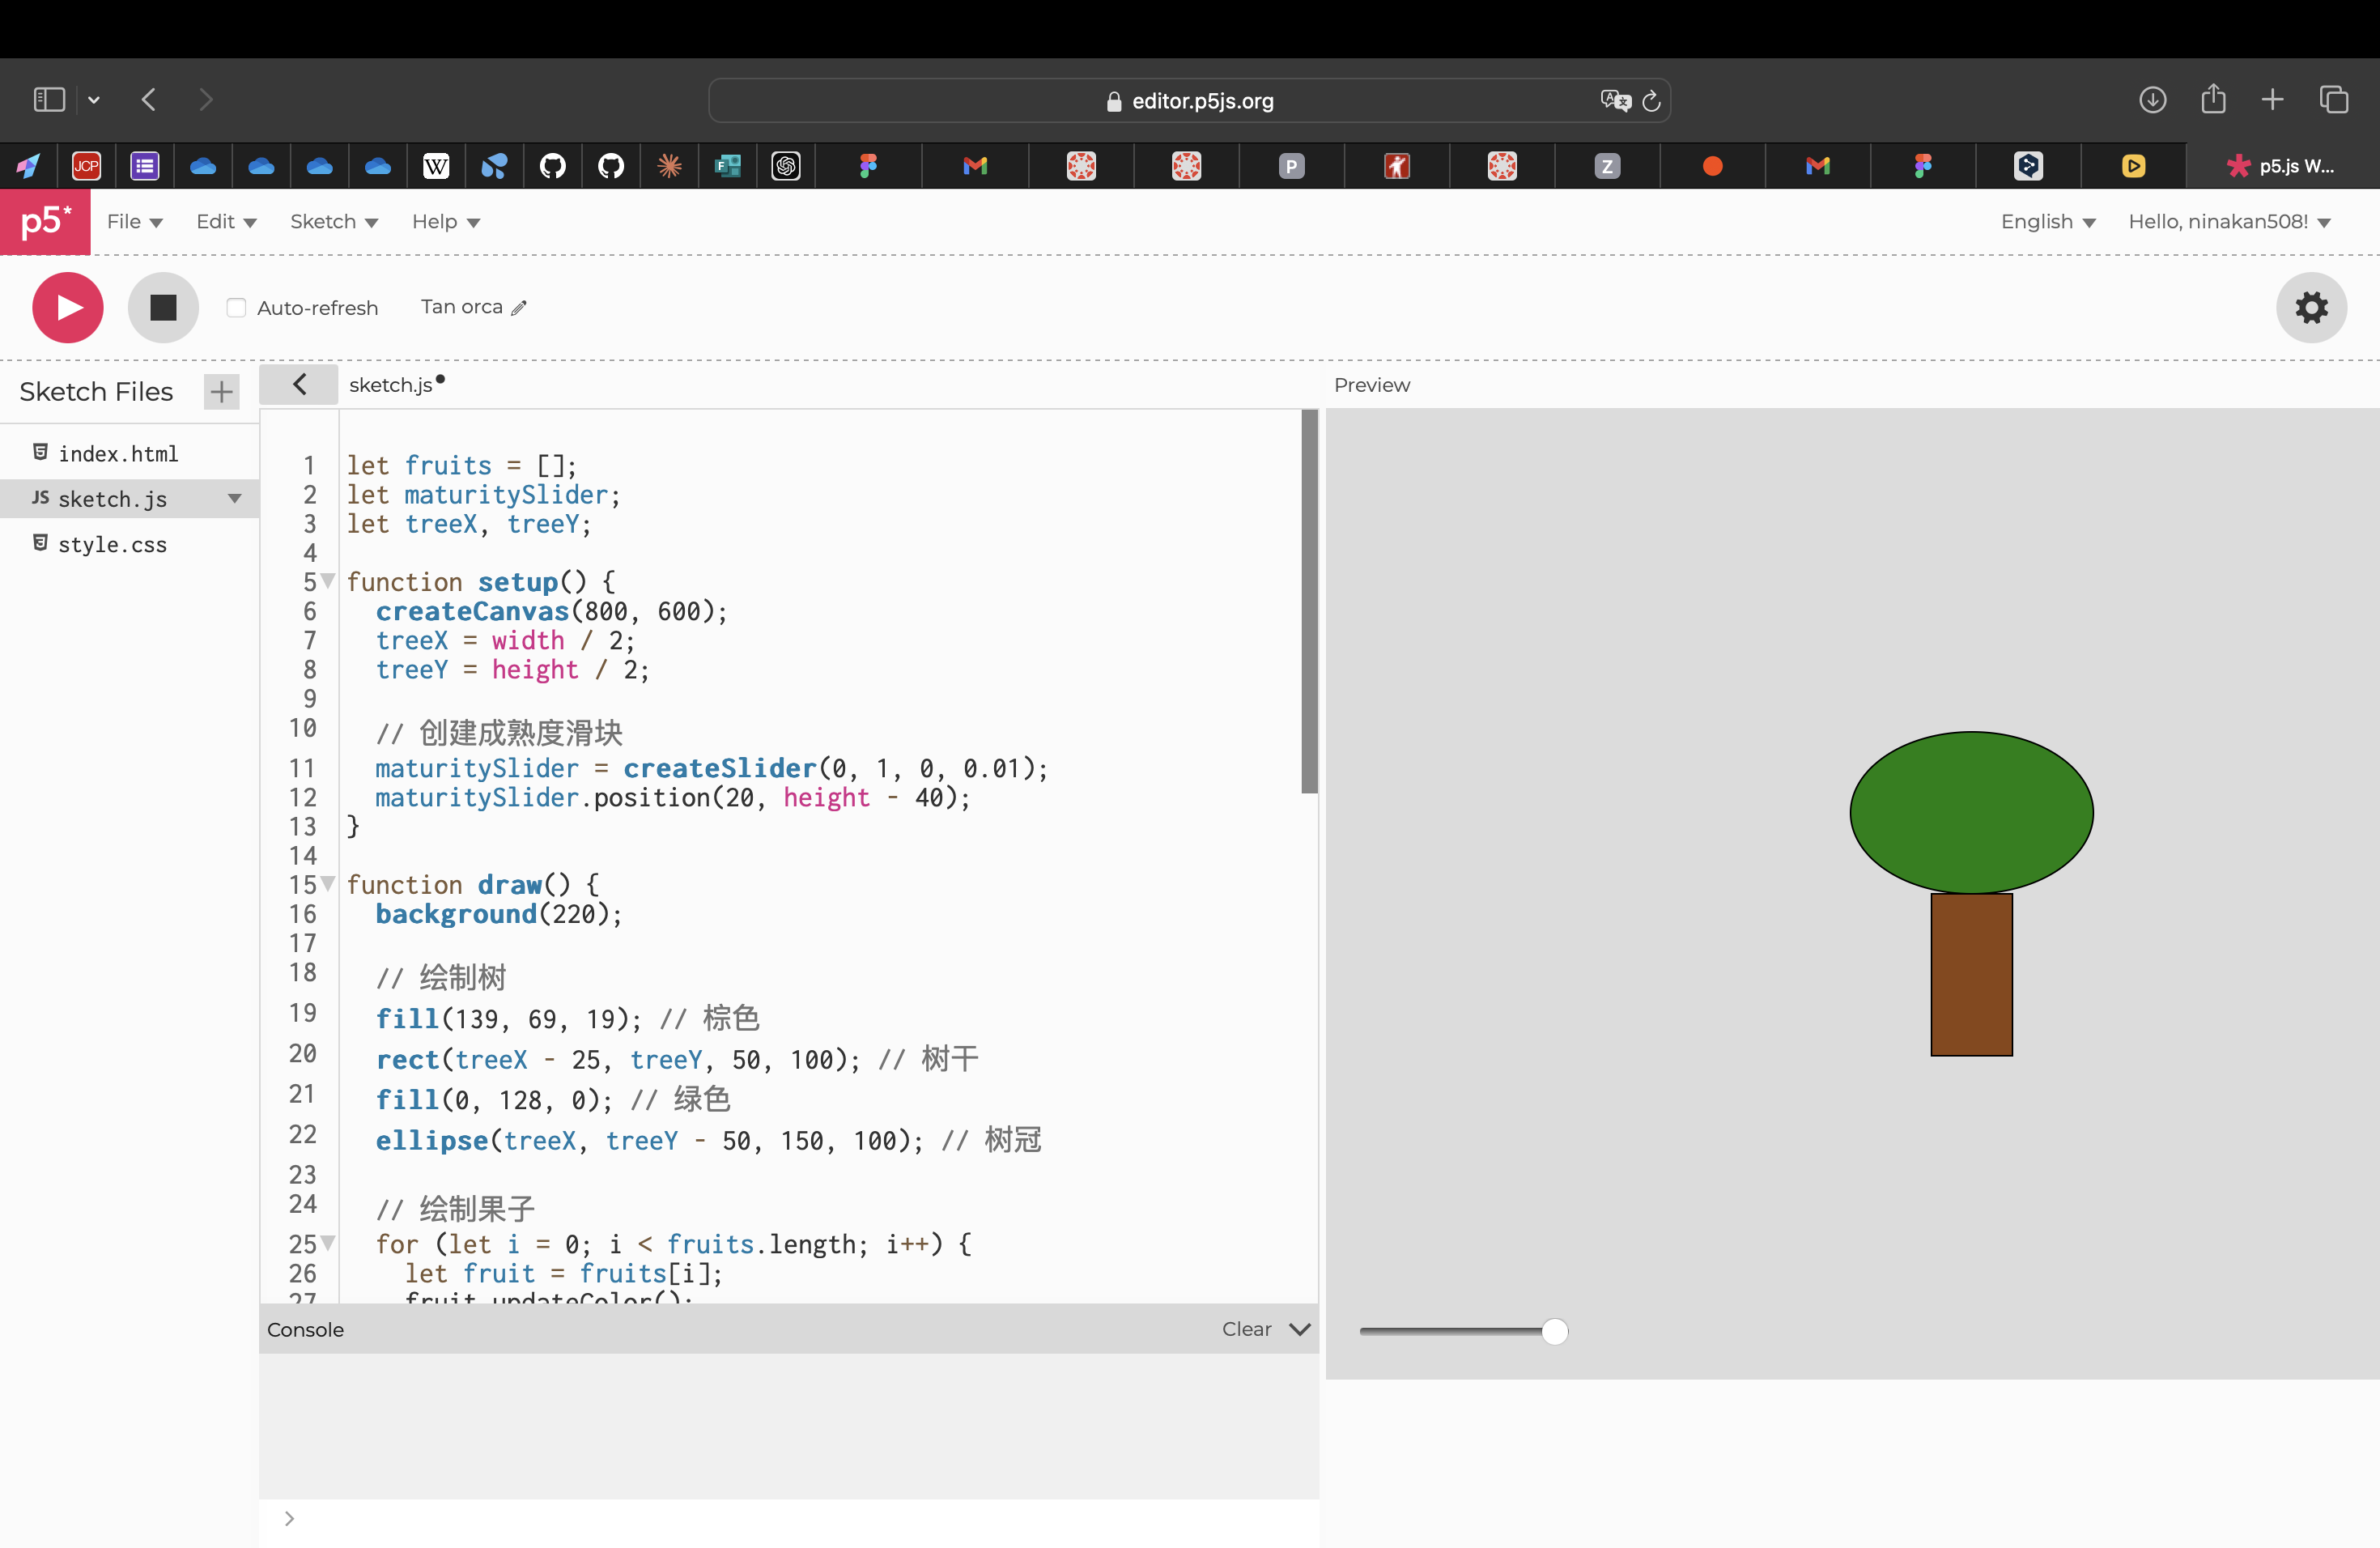 editor.p5js.org
JCP
W
F
P
Z
p5.js W...
p5*
File
Edit
Sketch
Help
English
Hello, ninakan508!
Auto-refresh
Tan orca
Sketch Files
index.html
JS sketch.js
style.css
sketch.js
Preview
1 let fruits = [];
2 let maturitySlider;
3 let treeX, treeY;
4
5 function setup() {
6 createCanvas(800, 600);
7 treeX = width / 2;
8 treeY = height / 2;
9
10 // 创建成熟度滑块
11 maturitySlider = createSlider(0, 1, 0, 0.01);
12 maturitySlider.position(20, height - 40);
13 }
14
15 function draw() {
16 background(220);
17
18 // 绘制树
19 fill(139, 69, 19); // 棕色
20 rect(treeX - 25, treeY, 50, 100); // 树干
21 fill(0, 128, 0); // 绿色
22 ellipse(treeX, treeY - 50, 150, 100); // 树冠
23
24 // 绘制果子
25 for (let i = 0; i < fruits.length; i++) {
26 let fruit = fruits[i];
27 fruit.updateColor();
Console
Clear
>